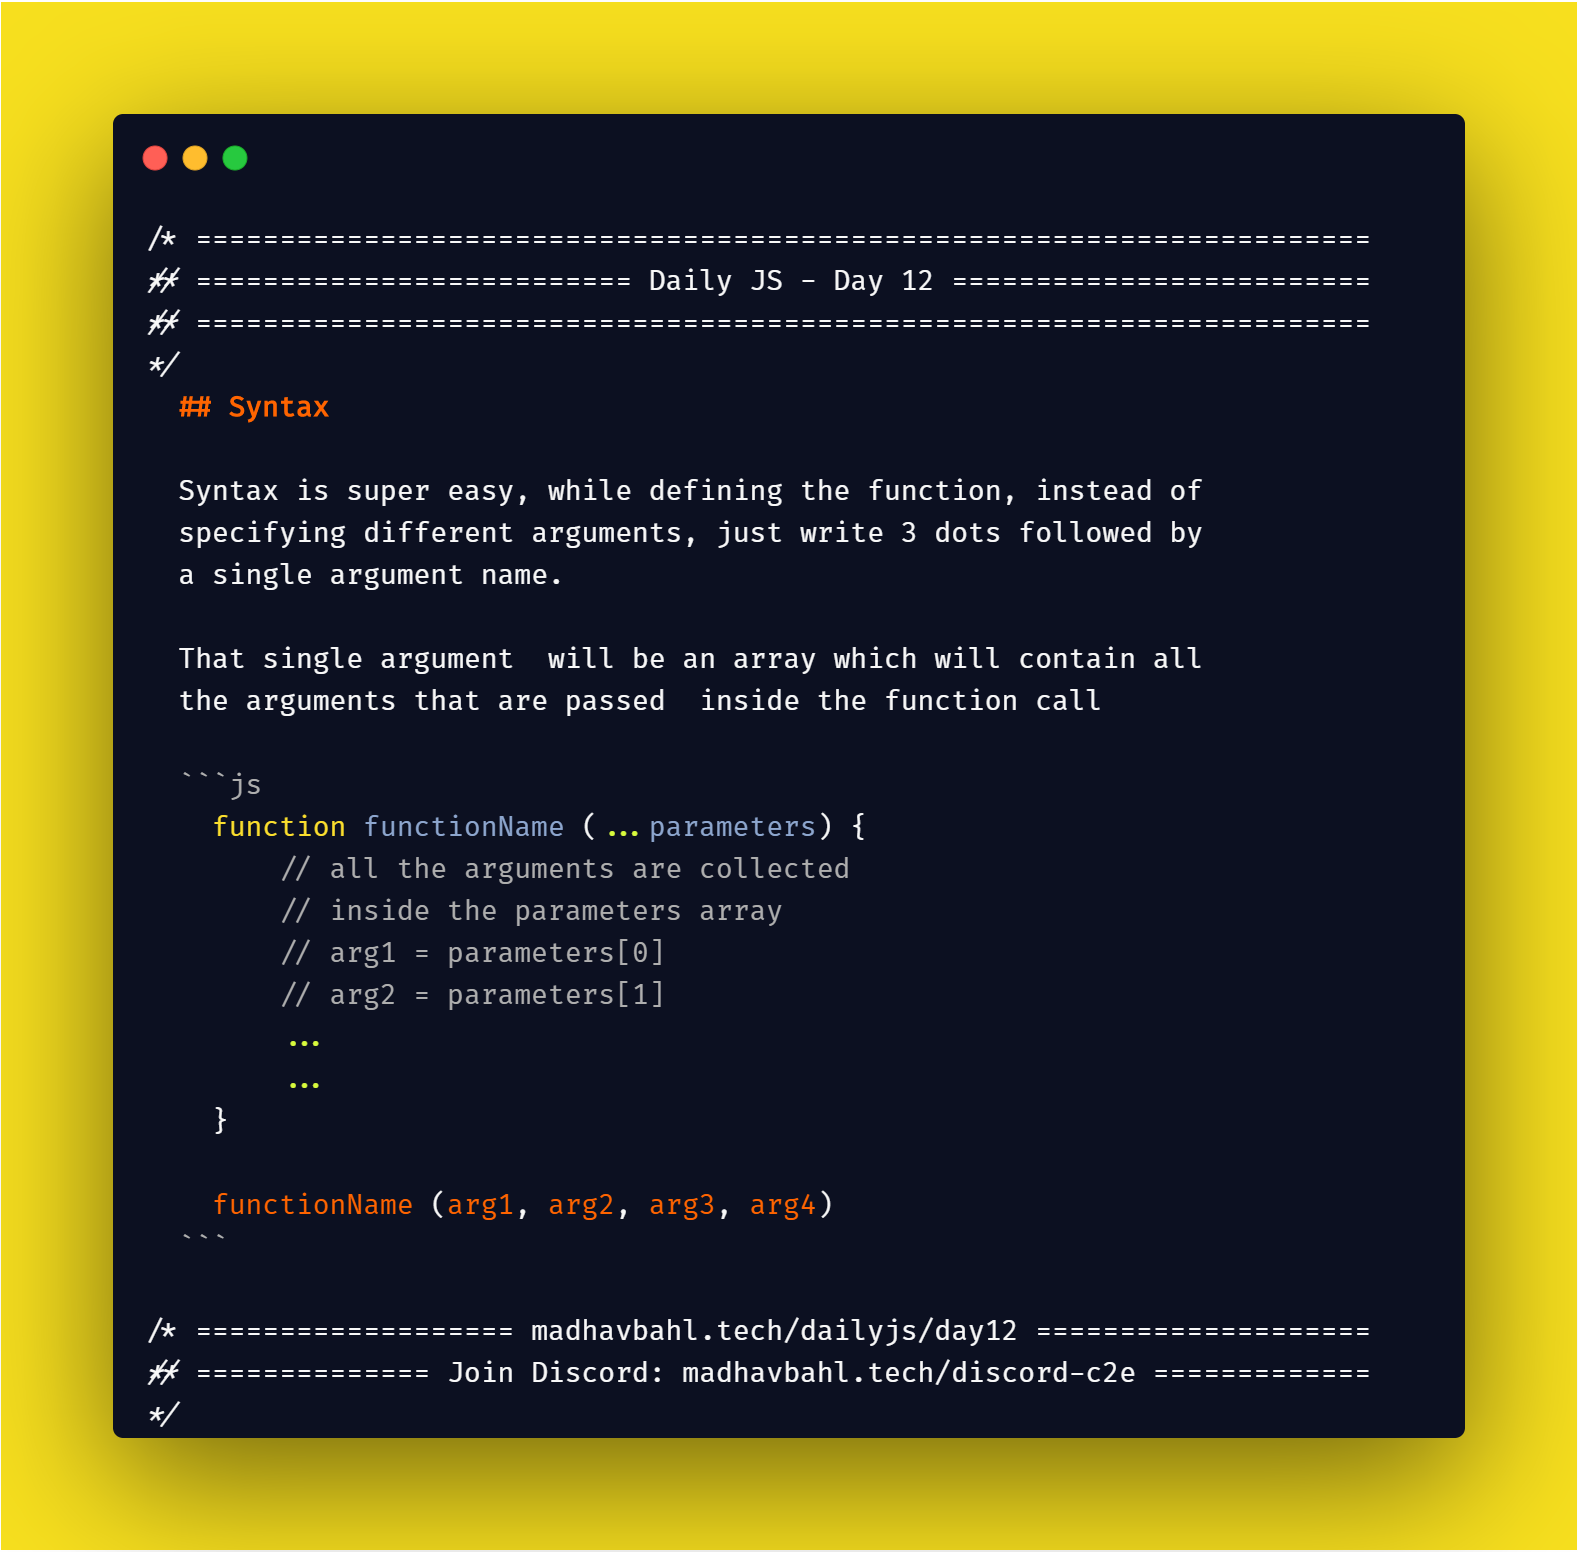 /* ======================================================================
*//* ========================== Daily JS - Day 12 =========================
*//* ======================================================================
*/
## Syntax
Syntax is super easy, while defining the function, instead of
specifying different arguments, just write 3 dots followed by
a single argument name.
That single argument  will be an array which will contain all
the arguments that are passed  inside the function call
```js
function functionName (...parameters) {
// all the arguments are collected
// inside the parameters array
// arg1 = parameters[0]
// arg2 = parameters[1]
...
...
}
functionName (arg1, arg2, arg3, arg4)
```
/* =================== madhavbahl.tech/dailyjs/day12 ====================
*//* ============== Join Discord: madhavbahl.tech/discord-c2e =============
*/